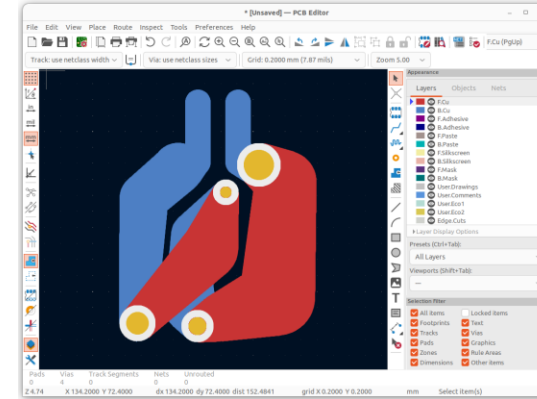 * [Unsaved] — PCB Editor
File Edit View Place Route Inspect Tools Preferences Help
F.Cu (PgUp)
Track: use netclass width
Via: use netclass sizes
Grid: 0.2000 mm (7.87 mils)
Zoom 5.00
Appearance
Layers Objects Nets
F.Cu
B.Cu
F.Adhesive
B.Adhesive
F.Paste
B.Paste
F.Silkscreen
B.Silkscreen
F.Mask
B.Mask
User.Drawings
User.Comments
User.Eco1
User.Eco2
Edge.Cuts
Layer Display Options
Presets (Ctrl+Tab):
All Layers
Viewports (Shift+Tab):
---
Selection Filter
All items Locked items
Footprints Text
Tracks Vias
Pads Graphics
Zones Rule Areas
Dimensions Other items
in
mil
mm
T
Pads Vias Track Segments Nets Unrouted
0 4 0 0 0
Z 4.74 X 134.2000 Y 72.4000 dx 134.2000 dy 72.4000 dist 152.4841 grid X 0.2000 Y 0.2000 mm Select item(s)